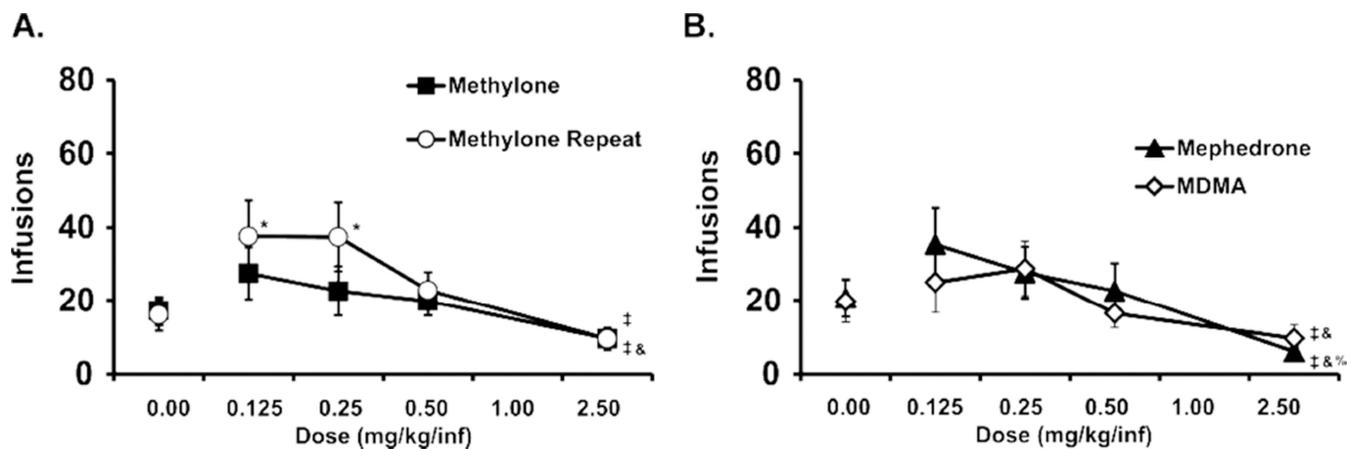 A.
80
60
40
20
0
Infusions
Methylone
Methylone Repeat
*
*
‡
‡ &
0.00 0.125 0.25 0.50 1.00 2.50
Dose (mg/kg/inf)
B.
80
60
40
20
0
Infusions
Mephedrone
MDMA
‡ &
‡ & ‰
0.00 0.125 0.25 0.50 1.00 2.50
Dose (mg/kg/inf)